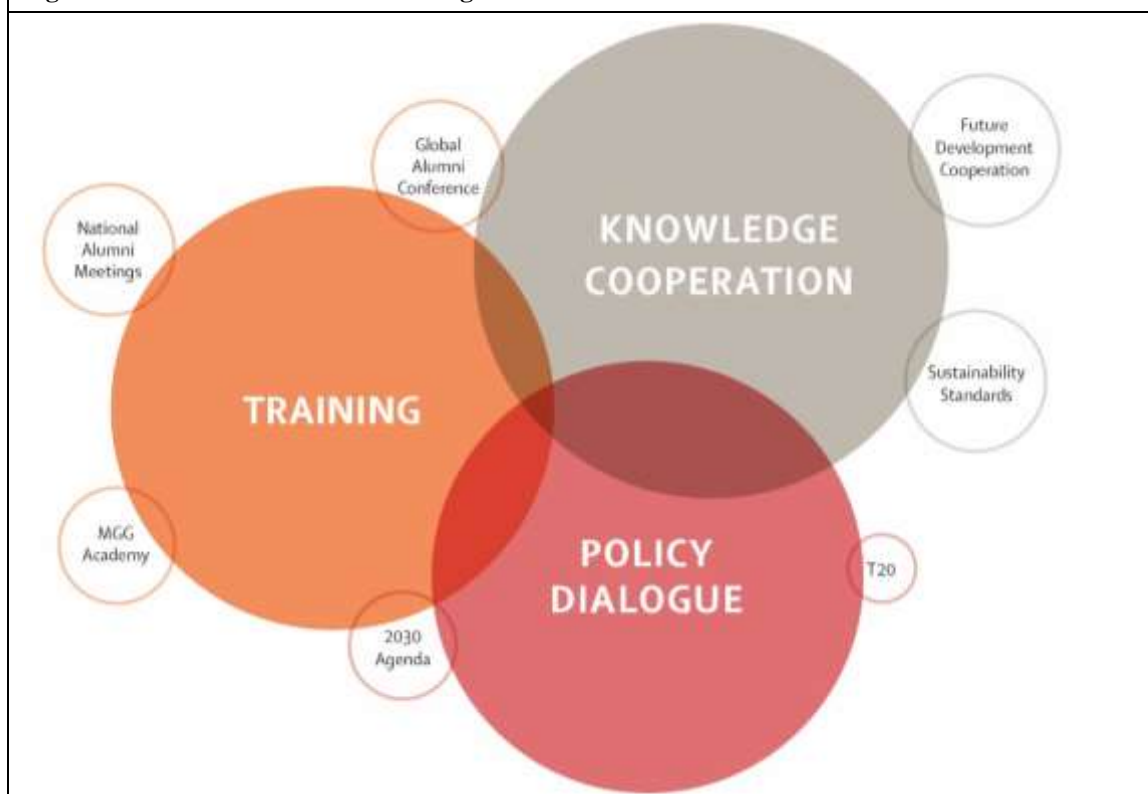 Global
Alumni
Conference
Future
Development
Cooperation
National
Alumni
Meetings
KNOWLEDGE
COOPERATION
Sustainability
Standards
TRAINING
MGG
Academy
POLICY
DIALOGUE
T20
2030
Agenda